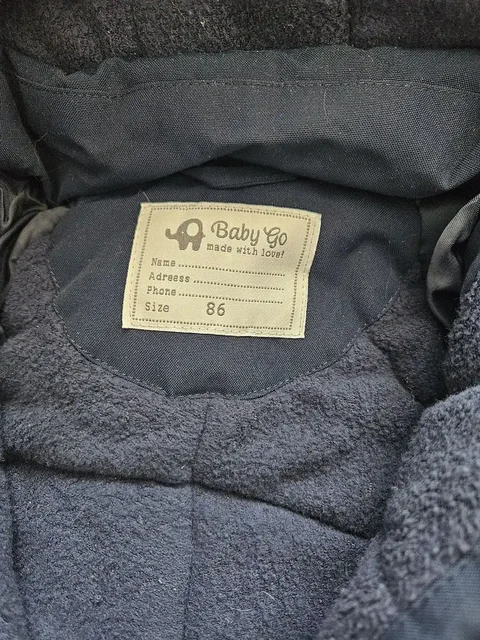 Baby Go
made with love!
Name
Adress
Phone
Size 86